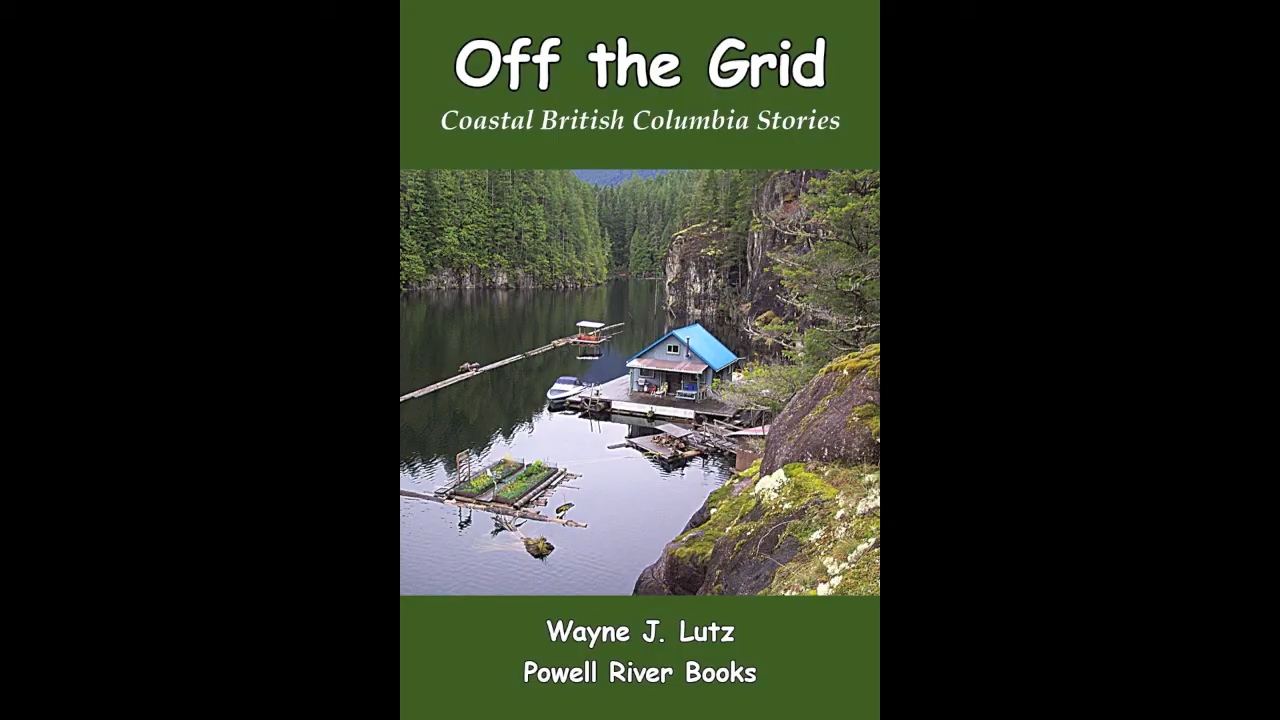 Off the Grid
Coastal British Columbia Stories
Wayne J. Lutz
Powell River Books